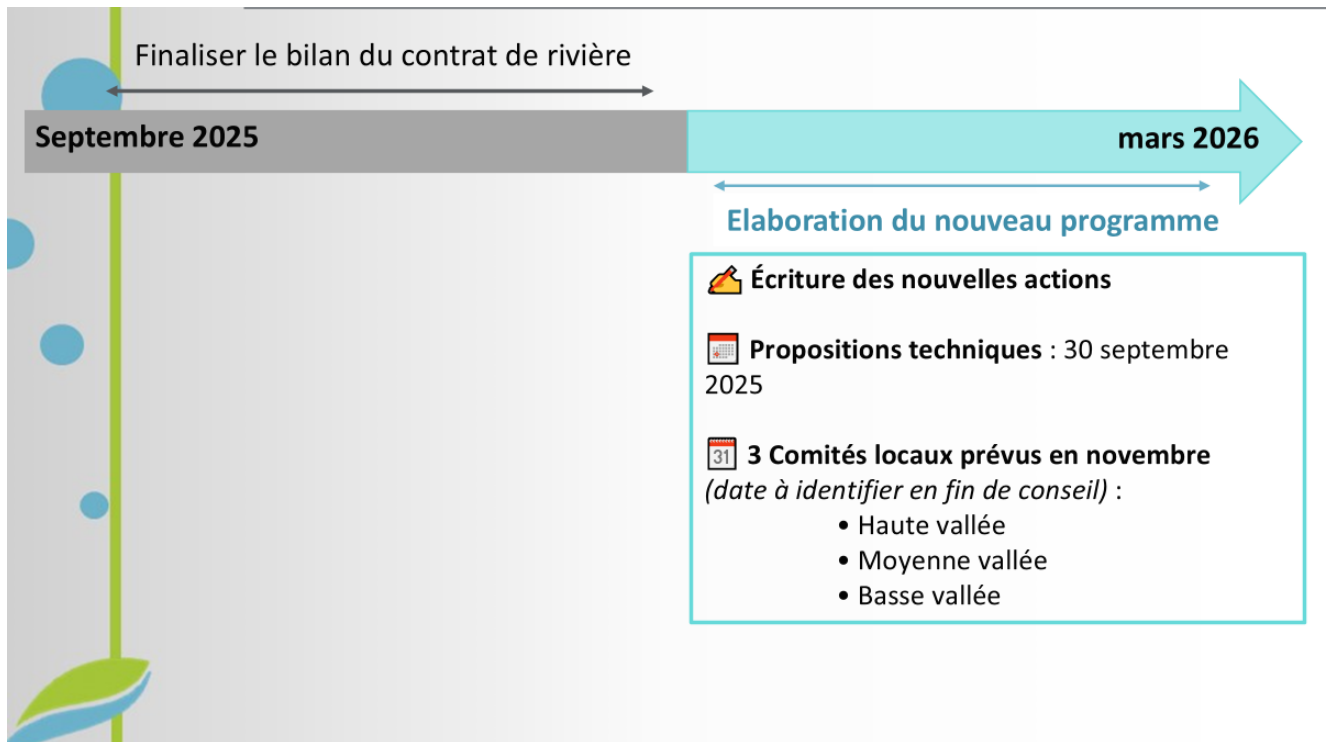 Finaliser le bilan du contrat de rivière
Septembre 2025
mars 2026
Elaboration du nouveau programme
✍️ Écriture des nouvelles actions
📅 Propositions techniques : 30 septembre
2025
📆 3 Comités locaux prévus en novembre
(date à identifier en fin de conseil) :
• Haute vallée
• Moyenne vallée
• Basse vallée